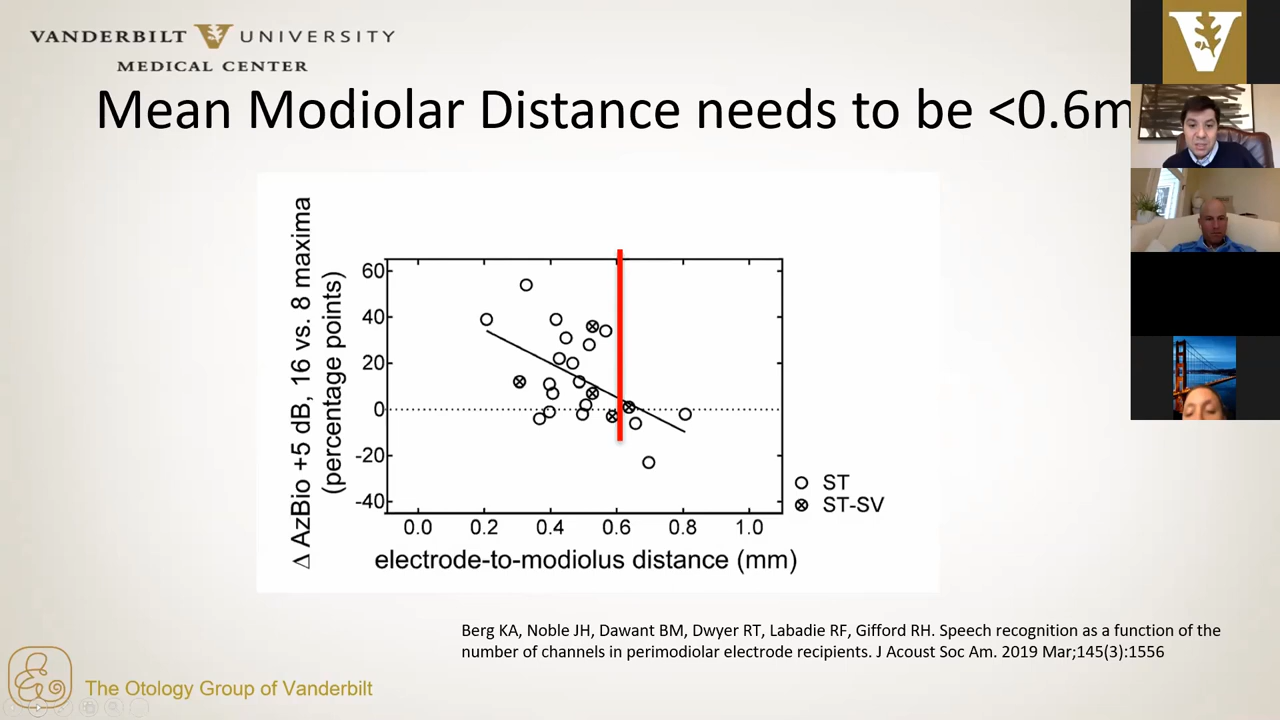 VANDERBILT V UNIVERSITY
MEDICAL CENTER
Mean Modiolar Distance needs to be <0.6m
Δ AzBio +5 dB, 16 vs. 8 maxima
(percentage points)
60
40
20
0
-20
-40
0.0 0.2 0.4 0.6 0.8 1.0
electrode-to-modiolus distance (mm)
ST
ST-SV
Berg KA, Noble JH, Dawant BM, Dwyer RT, Labadie RF, Gifford RH. Speech recognition as a function of the
number of channels in perimodiolar electrode recipients. J Acoust Soc Am. 2019 Mar;145(3):1556
The Otology Group of Vanderbilt
V